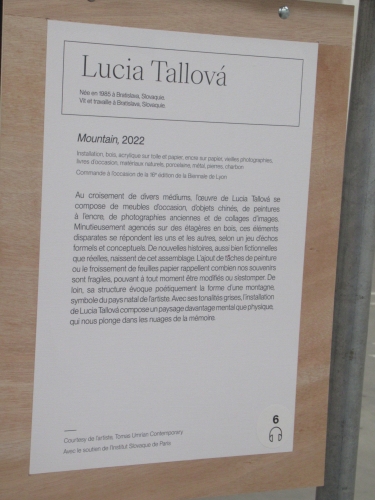 Lucia Tallová
Née en 1985 à Bratislava, Slovaquie.
Vit et travaille à Bratislava, Slovaquie.
Mountain, 2022
Installation, bois, acrylique sur toile et papier, encre sur papier, vieilles photographies,
livres d'occasion, matériaux naturels, porcelaine, métal, pierres, charbon
Commande à l'occasion de la 16e édition de la Biennale de Lyon
Au croisement de divers médiums, l'œuvre de Lucia Tallová se
compose de meubles d'occasion, d'objets chinés, de peintures
à l'encre, de photographies anciennes et de collages d'images.
Minutieusement agencés sur des étagères en bois, ces éléments
disparates se répondent les uns et les autres, selon un jeu d'échos
formels et conceptuels. De nouvelles histoires, aussi bien fictionnelles
que réelles, naissent de cet assemblage. L'ajout de tâches de peinture
ou le froissement de feuilles papier rappellent combien nos souvenirs
sont fragiles, pouvant à tout moment être modifiés ou s'estomper. De
loin, sa structure évoque poétiquement la forme d'une montagne,
symbole du pays natal de l'artiste. Avec ses tonalités grises, l'installation
de Lucia Tallová compose un paysage davantage mental que physique,
qui nous plonge dans les nuages de la mémoire.
Courtesy de l'artiste, Tomas Umrian Contemporary
Avec le soutien de l'Institut Slovaque de Paris
6